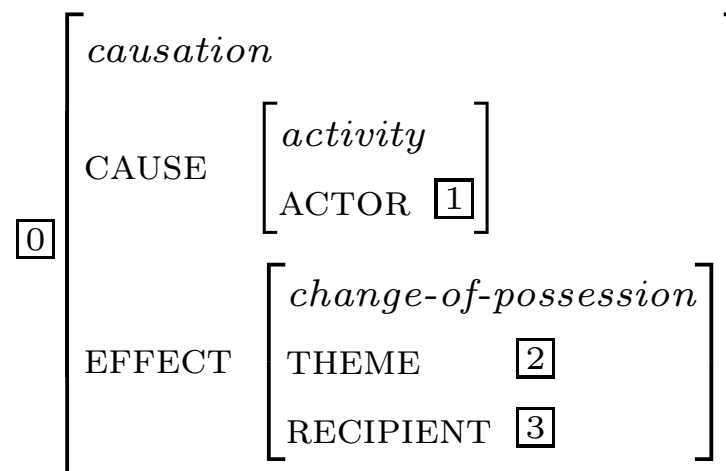 causation
CAUSE
activity
ACTOR 1
0
change-of-possession
EFFECT THEME 2
RECIPIENT 3